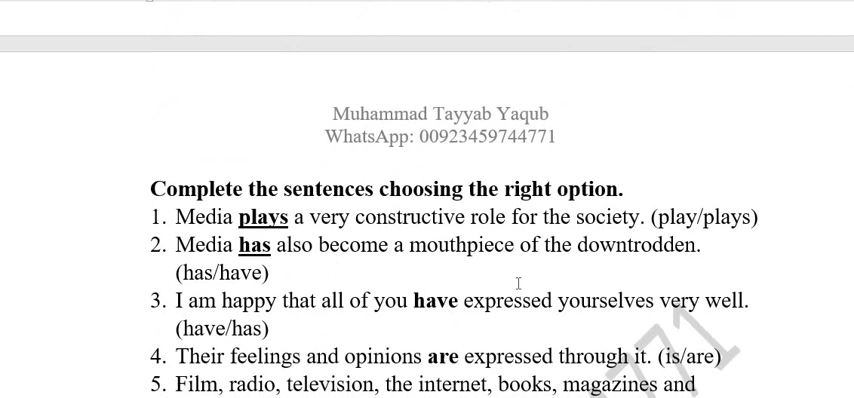 Muhammad Tayyab Yaqub
WhatsApp: 00923459744771
Complete the sentences choosing the right option.
1. Media plays a very constructive role for the society. (play/plays)
2. Media has also become a mouthpiece of the downtrodden.
(has/have)
3. I am happy that all of you have expressed yourselves very well.
(have/has)
4. Their feelings and opinions are expressed through it. (is/are)
5. Film, radio, television, the internet, books, magazines and
771